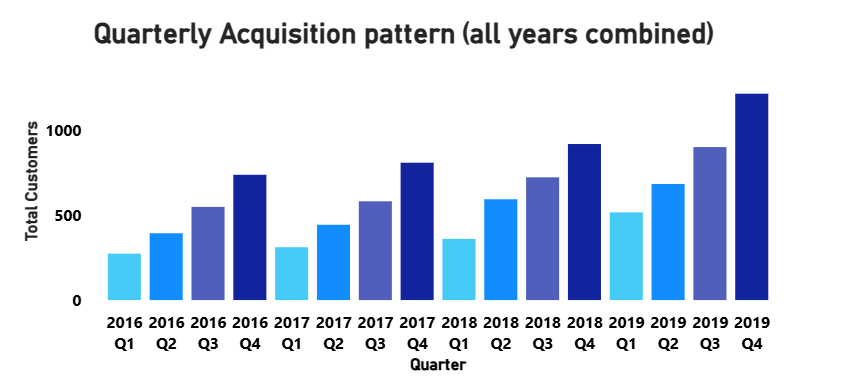 Quarterly Acquisition pattern (all years combined)
Total Customers
1000
500
0
2016 2016 2016 2016 2017 2017 2017 2017 2018 2018 2018 2018 2019 2019 2019 2019
Q1 Q2 Q3 Q4 Q1 Q2 Q3 Q4 Q1 Q2 Q3 Q4 Q1 Q2 Q3 Q4
Quarter